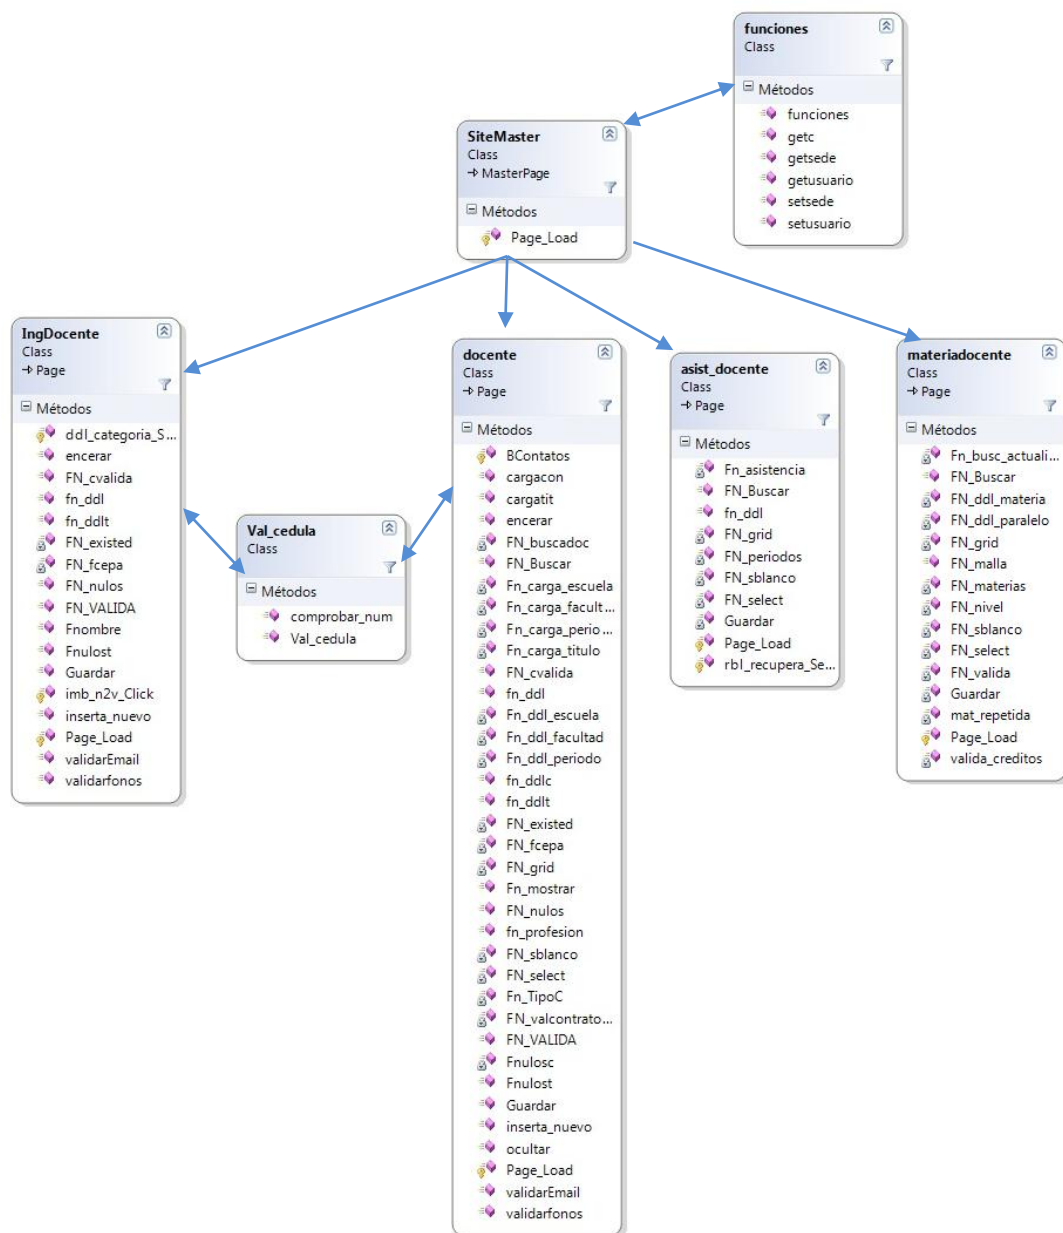 funciones
Class
Métodos
funciones
getc
getsede
getusuario
setsede
setusuario
SiteMaster
Class
MasterPage
Métodos
Page_Load
IngDocente
Class
Page
Métodos
ddl_categoria_S...
encerar
FN_cvalida
fn_ddl
fn_ddlt
FN_existed
FN_fcepa
FN_nulos
FN_VALIDA
Fnombre
Fnulost
Guardar
imb_n2v_Click
inserta_nuevo
Page_Load
validarEmail
validarfonos
Val_cedula
Class
Métodos
comprobar_num
Val_cedula
docente
Class
Page
Métodos
BContatos
cargacon
cargatit
encerar
FN_buscadoc
FN_Buscar
Fn_carga_escuela
Fn_carga_facult...
Fn_carga_perio...
Fn_carga_titulo
FN_cvalida
fn_ddl
Fn_ddl_escuela
Fn_ddl_facultad
Fn_ddl_periodo
fn_ddlc
fn_ddlt
FN_existed
FN_fcepa
FN_grid
Fn_mostrar
FN_nulos
fn_profesion
FN_sblanco
FN_select
Fn_TipoC
FN_valcontrato...
FN_VALIDA
Fnulosc
Fnulost
Guardar
inserta_nuevo
ocultar
Page_Load
validarEmail
validarfonos
asist_docente
Class
Page
Métodos
Fn_asistencia
FN_Buscar
fn_ddl
FN_grid
FN_periodos
FN_sblanco
FN_select
Guardar
Page_Load
rbl_recupera_Se...
materiadocente
Class
Page
Métodos
Fn_busc_actuali...
FN_Buscar
FN_ddl_materia
FN_ddl_paralelo
FN_grid
FN_malla
FN_materias
FN_nivel
FN_sblanco
FN_select
FN_valida
Guardar
mat_repetida
Page_Load
valida_creditos